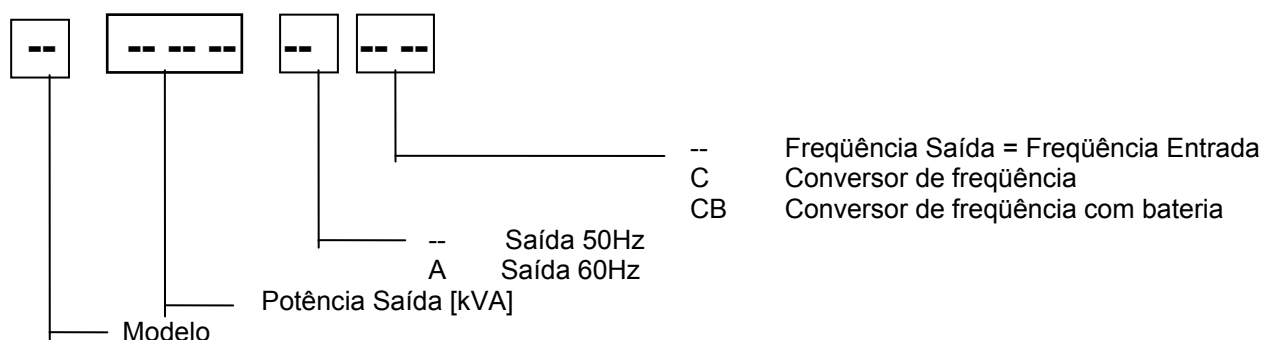 -- -- -- -- -- -- --
-- Freqüência Saída = Freqüência Entrada
C Conversor de freqüência
CB Conversor de freqüência com bateria
-- Saída 50Hz
A Saída 60Hz
Potência Saída [kVA]
Modelo